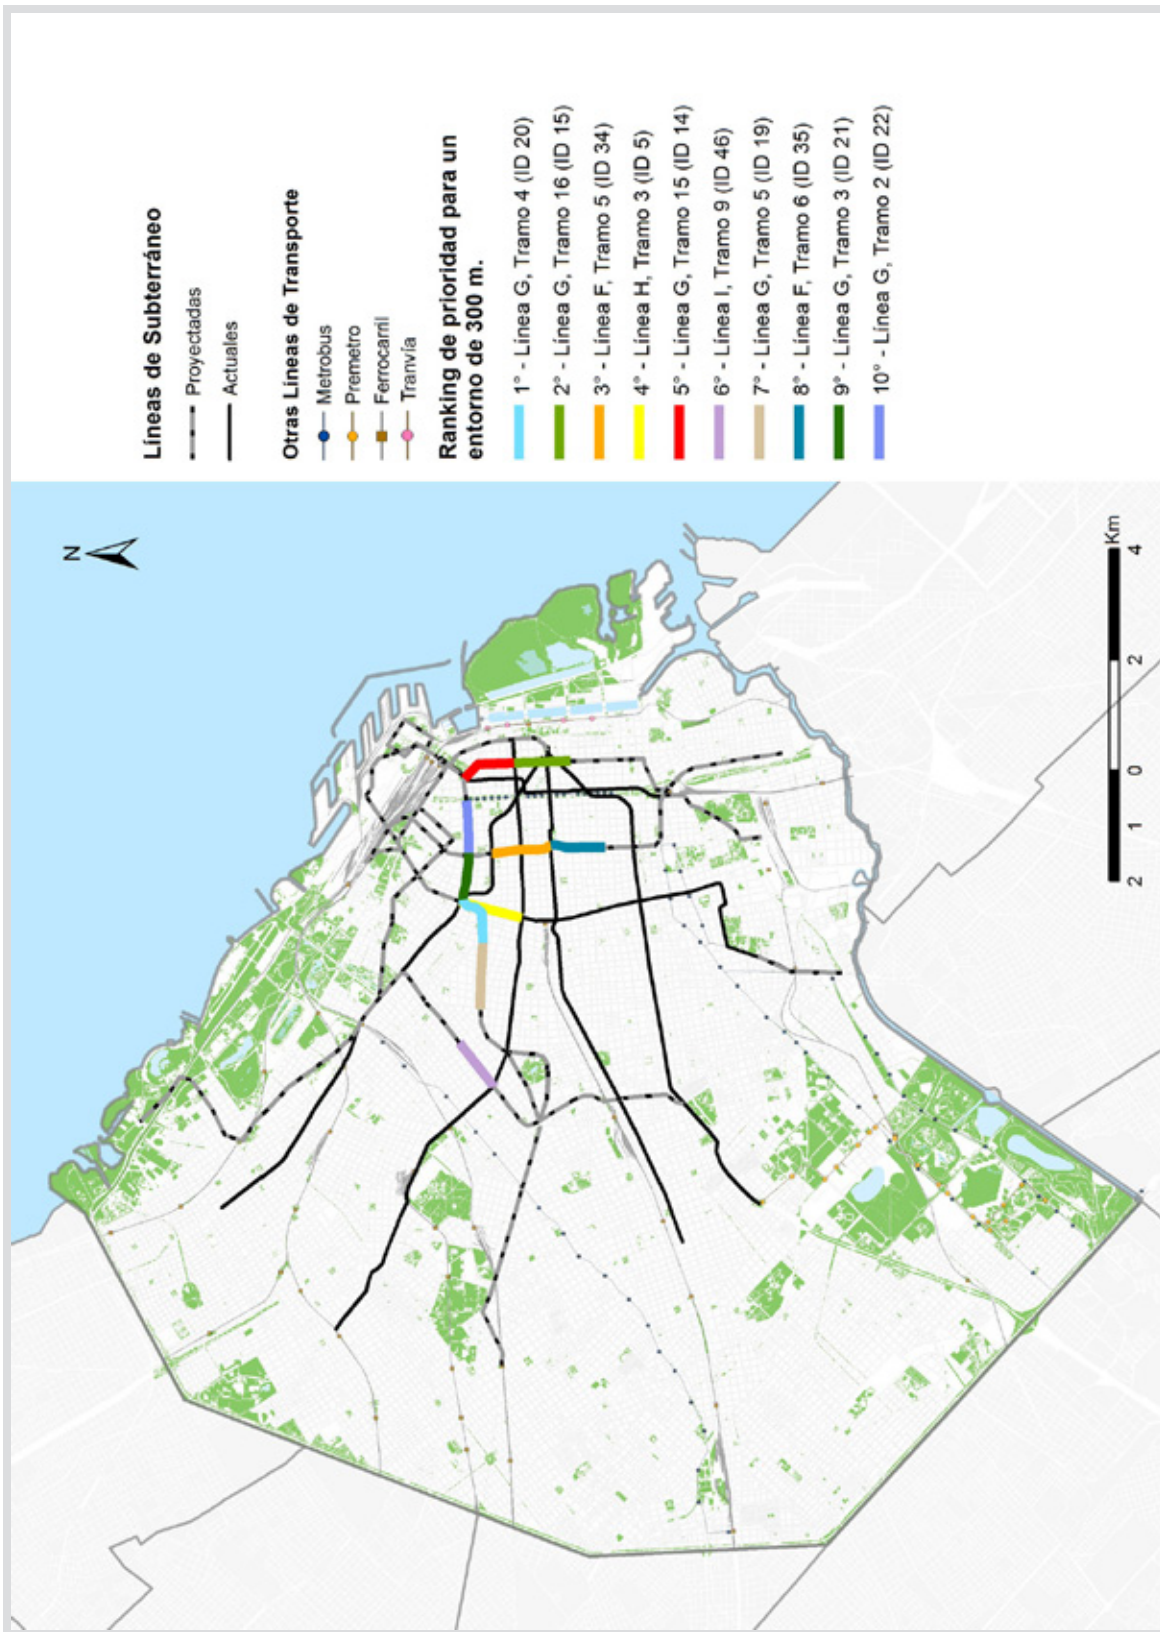 Líneas de Subterráneo
Proyectadas
Actuales
Otras Líneas de Transporte
Metrobus
Premetro
Ferrocarril
Tranvía
Ranking de prioridad para un
entorno de 300 m.
1° - Línea G, Tramo 4 (ID 20)
2° - Línea G, Tramo 16 (ID 15)
3° - Línea F, Tramo 5 (ID 34)
4° - Línea H, Tramo 3 (ID 5)
5° - Línea G, Tramo 15 (ID 14)
6° - Línea I, Tramo 9 (ID 46)
7° - Línea G, Tramo 5 (ID 19)
8° - Línea F, Tramo 6 (ID 35)
9° - Línea G, Tramo 3 (ID 21)
10° - Línea G, Tramo 2 (ID 22)
N
2 1 0 2 4
Km